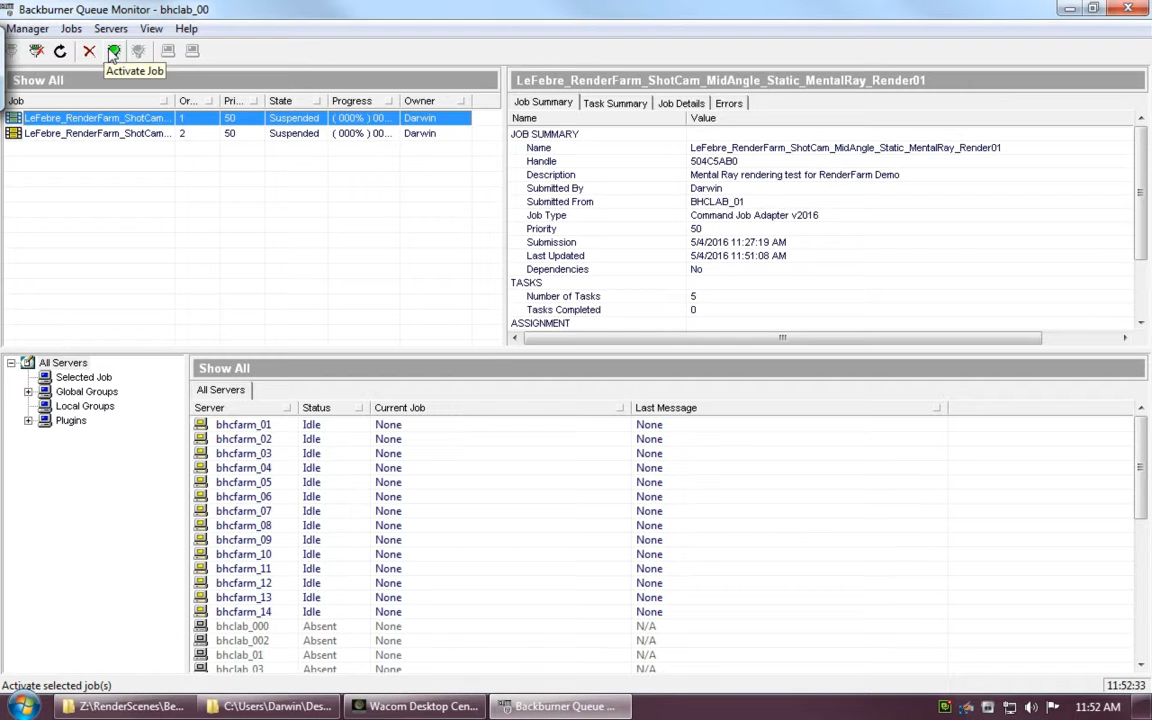 Backburner Queue Monitor - bhclab_00
Manager Jobs Servers View Help
Activate Job
Show All
Job Or... Pri... State Progress Owner
LeFebre_RenderFarm_ShotCam... 1 50 Suspended ( 000% ) 00... Darwin
LeFebre_RenderFarm_ShotCam... 2 50 Suspended ( 000% ) 00... Darwin
LeFebre_RenderFarm_ShotCam_MidAngle_Static_MentalRay_Render01
Job Summary Task Summary Job Details Errors
Name Value
JOB SUMMARY
Name LeFebre_RenderFarm_ShotCam_MidAngle_Static_MentalRay_Render01
Handle 504C5AB0
Description Mental Ray rendering test for RenderFarm Demo
Submitted By Darwin
Submitted From BHCLAB_01
Job Type Command Job Adapter v2016
Priority 50
Submission 5/4/2016 11:27:19 AM
Last Updated 5/4/2016 11:51:08 AM
Dependencies No
TASKS
Number of Tasks 5
Tasks Completed 0
ASSIGNMENT
All Servers
Selected Job
Global Groups
Local Groups
Plugins
Show All
All Servers
Server Status Current Job Last Message
bhcfarm_01 Idle None None
bhcfarm_02 Idle None None
bhcfarm_03 Idle None None
bhcfarm_04 Idle None None
bhcfarm_05 Idle None None
bhcfarm_06 Idle None None
bhcfarm_07 Idle None None
bhcfarm_08 Idle None None
bhcfarm_09 Idle None None
bhcfarm_10 Idle None None
bhcfarm_11 Idle None None
bhcfarm_12 Idle None None
bhcfarm_13 Idle None None
bhcfarm_14 Idle None None
bhclab_000 Absent None N/A
bhclab_002 Absent None N/A
bhclab_01 Absent None N/A
bhclab_03 Absent None N/A
Activate selected job(s) 11:52:33
Z:\RenderScenes\Be... C:\Users\Darwin\Des... Wacom Desktop Cen... Backburner Queue ... 11:52 AM